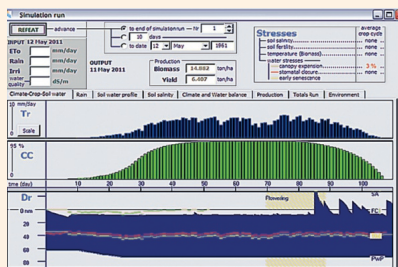 Simulation run
REPEAT
advance
to end of simulation run — nr 1
10 days
to date 12 May 1951
INPUT 12 May 2011
ETo mm/day
Rain mm/day
Irri mm/day
water quality dS/m
OUTPUT
11 May 2011
Production
Biomass 14.082 ton/ha
Yield 6.407 ton/ha
Stresses
average crop cycle
soil salinity none
soil fertility none
temperature (biomass) none
water stresses
canopy expansion 3 %
stomatal closure none
early senescence none
Climate-Crop-Soil water
Rain
Soil water profile
Soil salinity
Climate and Water balance
Production
Totals Run
Environment
10 mm/day
Tr
Scale
95 %
CC
time (day) 10 20 30 40 50 60 70 80 90 100
Dr
Flowering
SA
FC
0 mm
20
40
60
80
PWP